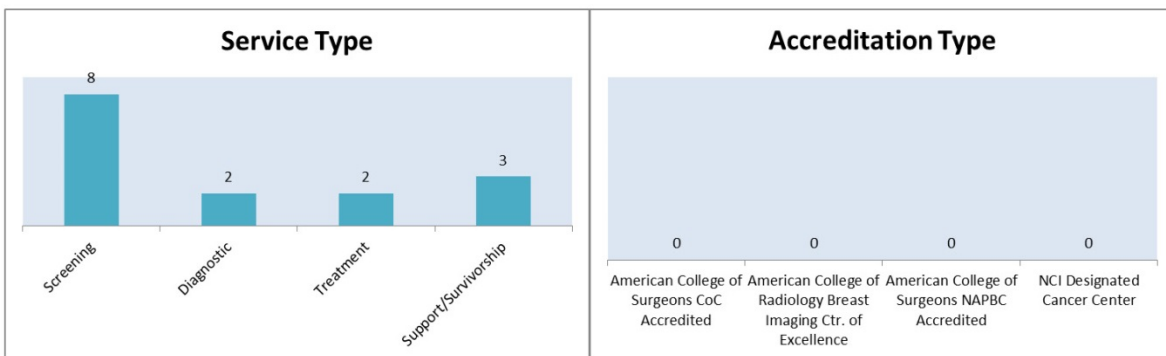 Service Type
8
2
2
3
Screening
Diagnostic
Treatment
Support/Survivorship
Accreditation Type
0
0
0
0
American College of
Surgeons CoC
Accredited
American College of
Radiology Breast
Imaging Ctr. of
Excellence
American College of
Surgeons NAPBC
Accredited
NCI Designated
Cancer Center